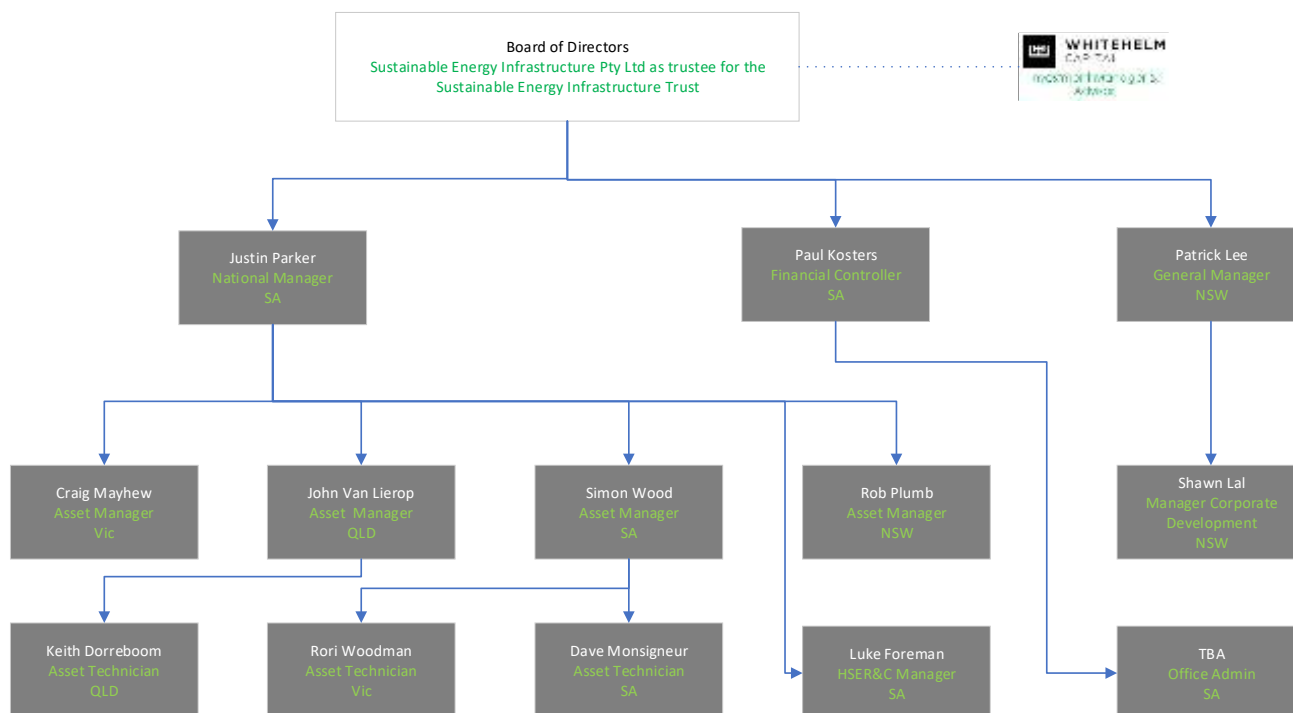 Board of Directors
Sustainable Energy Infrastructure Pty Ltd as trustee for the
Sustainable Energy Infrastructure Trust
WHITEHELM
CAPITAL
Investment Manager &
Advisor
Justin Parker
National Manager
SA
Paul Kosters
Financial Controller
SA
Patrick Lee
General Manager
NSW
Craig Mayhew
Asset Manager
Vic
John Van Lierop
Asset  Manager
QLD
Simon Wood
Asset Manager
SA
Rob Plumb
Asset Manager
NSW
Shawn Lal
Manager Corporate
Development
NSW
Keith Dorreboom
Asset Technician
QLD
Rori Woodman
Asset Technician
Vic
Dave Monsigneur
Asset Technician
SA
Luke Foreman
HSER&C Manager
SA
TBA
Office Admin
SA